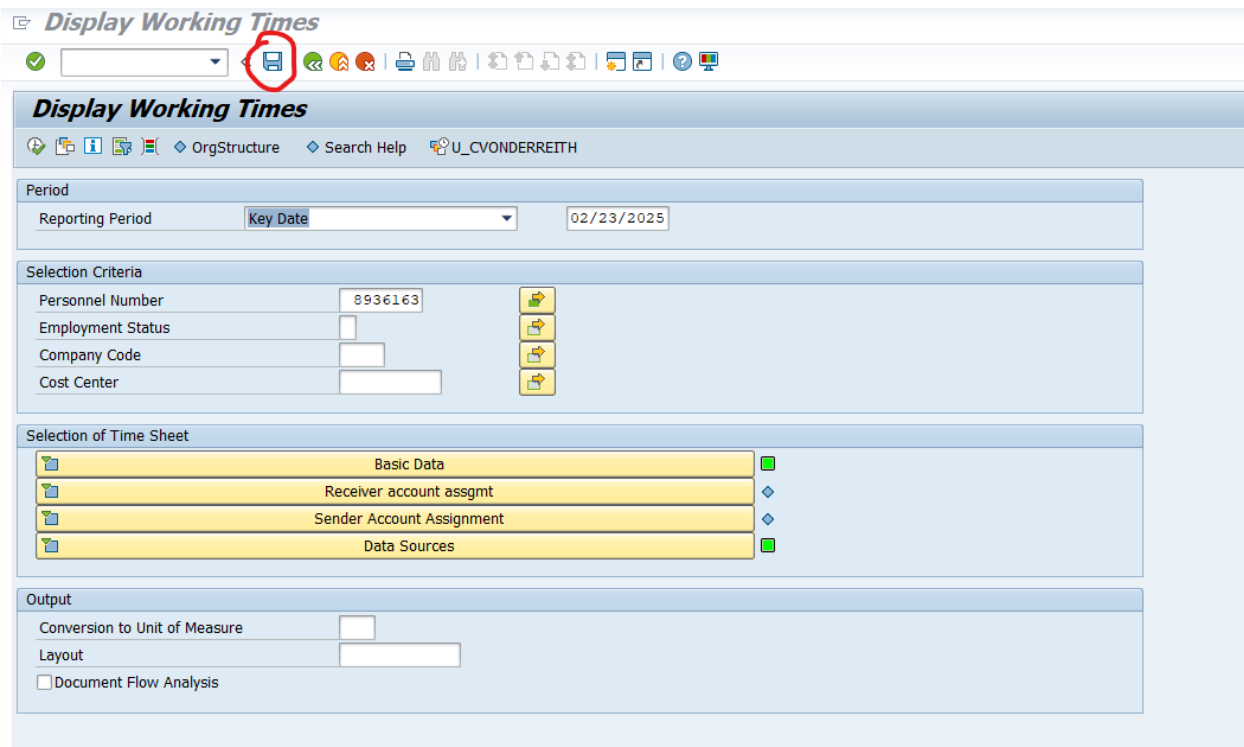 Display Working Times
Display Working Times
OrgStructure Search Help U_CVONDERREITH
Period
Reporting Period Key Date 02/23/2025
Selection Criteria
Personnel Number 8936163
Employment Status
Company Code
Cost Center
Selection of Time Sheet
Basic Data
Receiver account assgmt
Sender Account Assignment
Data Sources
Output
Conversion to Unit of Measure
Layout
Document Flow Analysis